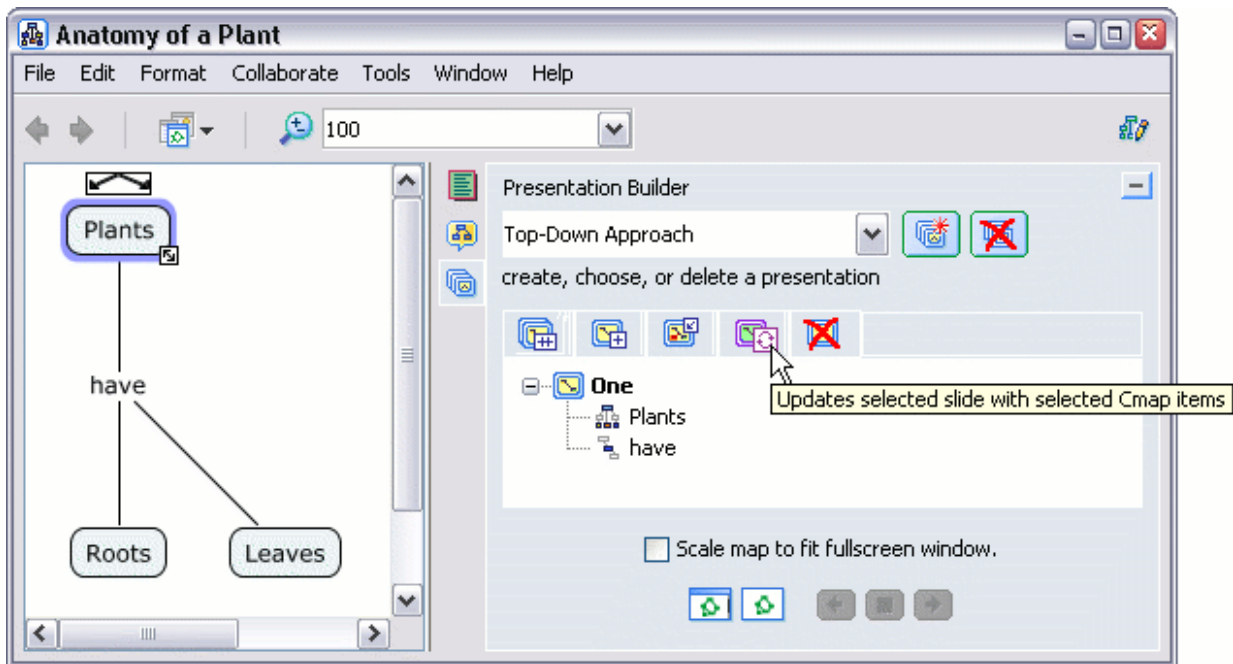 Anatomy of a Plant
File Edit Format Collaborate Tools Window Help
100
Plants
have
Roots Leaves
Presentation Builder
Top-Down Approach
create, choose, or delete a presentation
One
Updates selected slide with selected Cmap items
Plants
have
Scale map to fit fullscreen window.